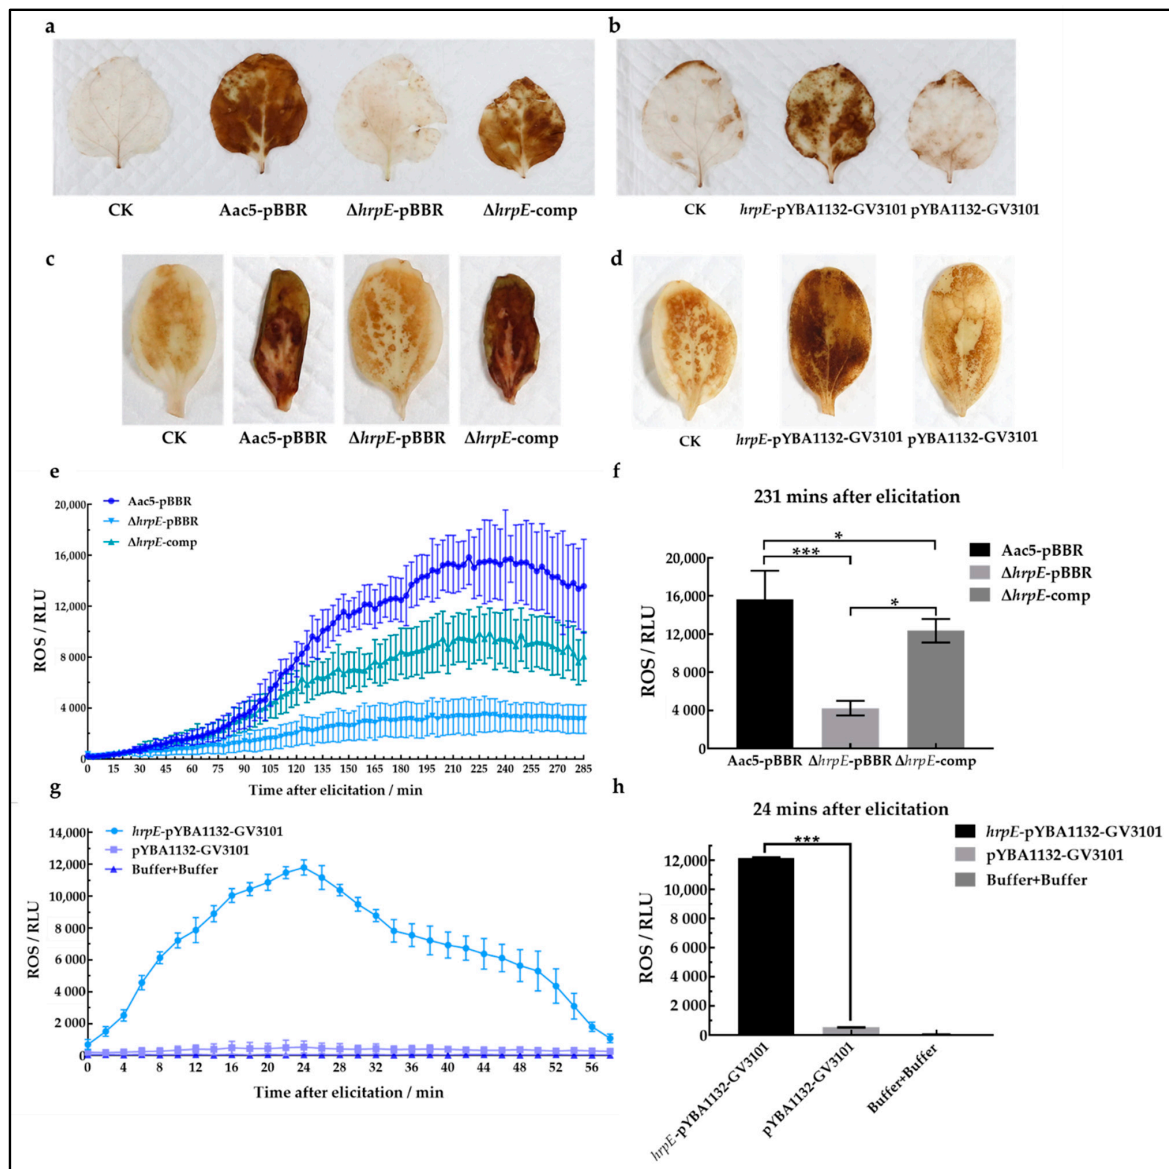 a
b
CK
Aac5-pBBR
ΔhrpE-pBBR
ΔhrpE-comp
CK
hrpE-pYBA1132-GV3101
pYBA1132-GV3101
c
d
CK
Aac5-pBBR
ΔhrpE-pBBR
ΔhrpE-comp
CK
hrpE-pYBA1132-GV3101
pYBA1132-GV3101
e
Aac5-pBBR
ΔhrpE-pBBR
ΔhrpE-comp
ROS / RLU
20,000
16,000
12,000
8 000
4 000
0
0 15 30 45 60 75 90 105 120 135 150 165 180 195 210 225 240 255 270 285
Time after elicitation / min
f
231 mins after elicitation
Aac5-pBBR
ΔhrpE-pBBR
ΔhrpE-comp
*
***
*
ROS / RLU
20,000
16,000
12,000
8 000
4 000
0
Aac5-pBBR ΔhrpE-pBBR ΔhrpE-comp
g
hrpE-pYBA1132-GV3101
pYBA1132-GV3101
Buffer+Buffer
ROS / RLU
14,000
12,000
10,000
8 000
6 000
4 000
2 000
0
0 4 8 12 16 20 24 28 32 36 40 44 48 52 56
Time after elicitation / min
h
24 mins after elicitation
hrpE-pYBA1132-GV3101
pYBA1132-GV3101
Buffer+Buffer
***
ROS / RLU
12,000
10,000
8 000
6 000
4 000
2 000
0
hrpE-pYBA1132-GV3101
pYBA1132-GV3101
Buffer+Buffer